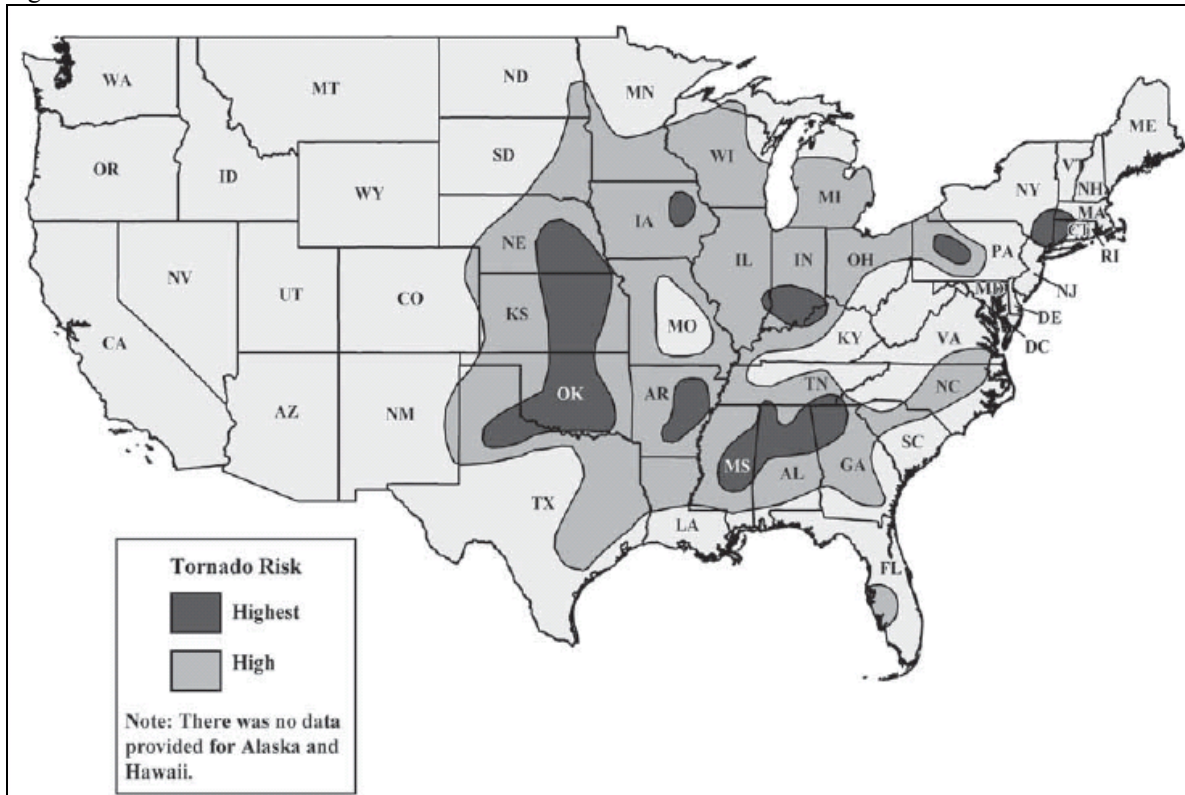 WA
MT
ND
MN
ME
OR
ID
SD
WI
MI
NY
VT
NH
WY
MA
CT
RI
IA
NE
IL
IN
OH
PA
NJ
NV
UT
CO
KS
MO
MD
DE
DC
CA
KY
VA
AZ
NM
OK
AR
TN
NC
SC
MS
AL
GA
TX
LA
FL
Tornado Risk
Highest
High
Note: There was no data
provided for Alaska and
Hawaii.